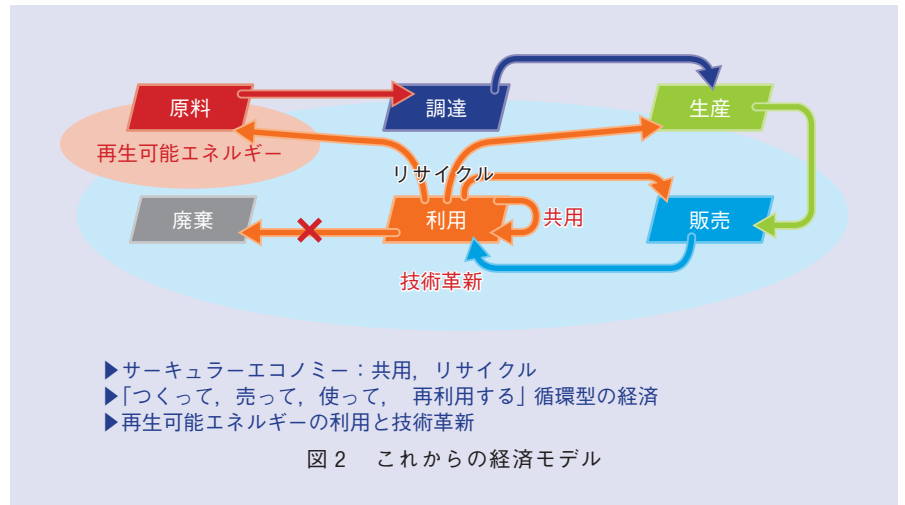 原料
調達
生産
再生可能エネルギー
リサイクル
廃棄
利用
共用
販売
技術革新
▶サーキュラーエコノミー：共用，リサイクル
▶「つくって，売って，使って，　再利用する」循環型の経済
▶再生可能エネルギーの利用と技術革新
図2　これからの経済モデル